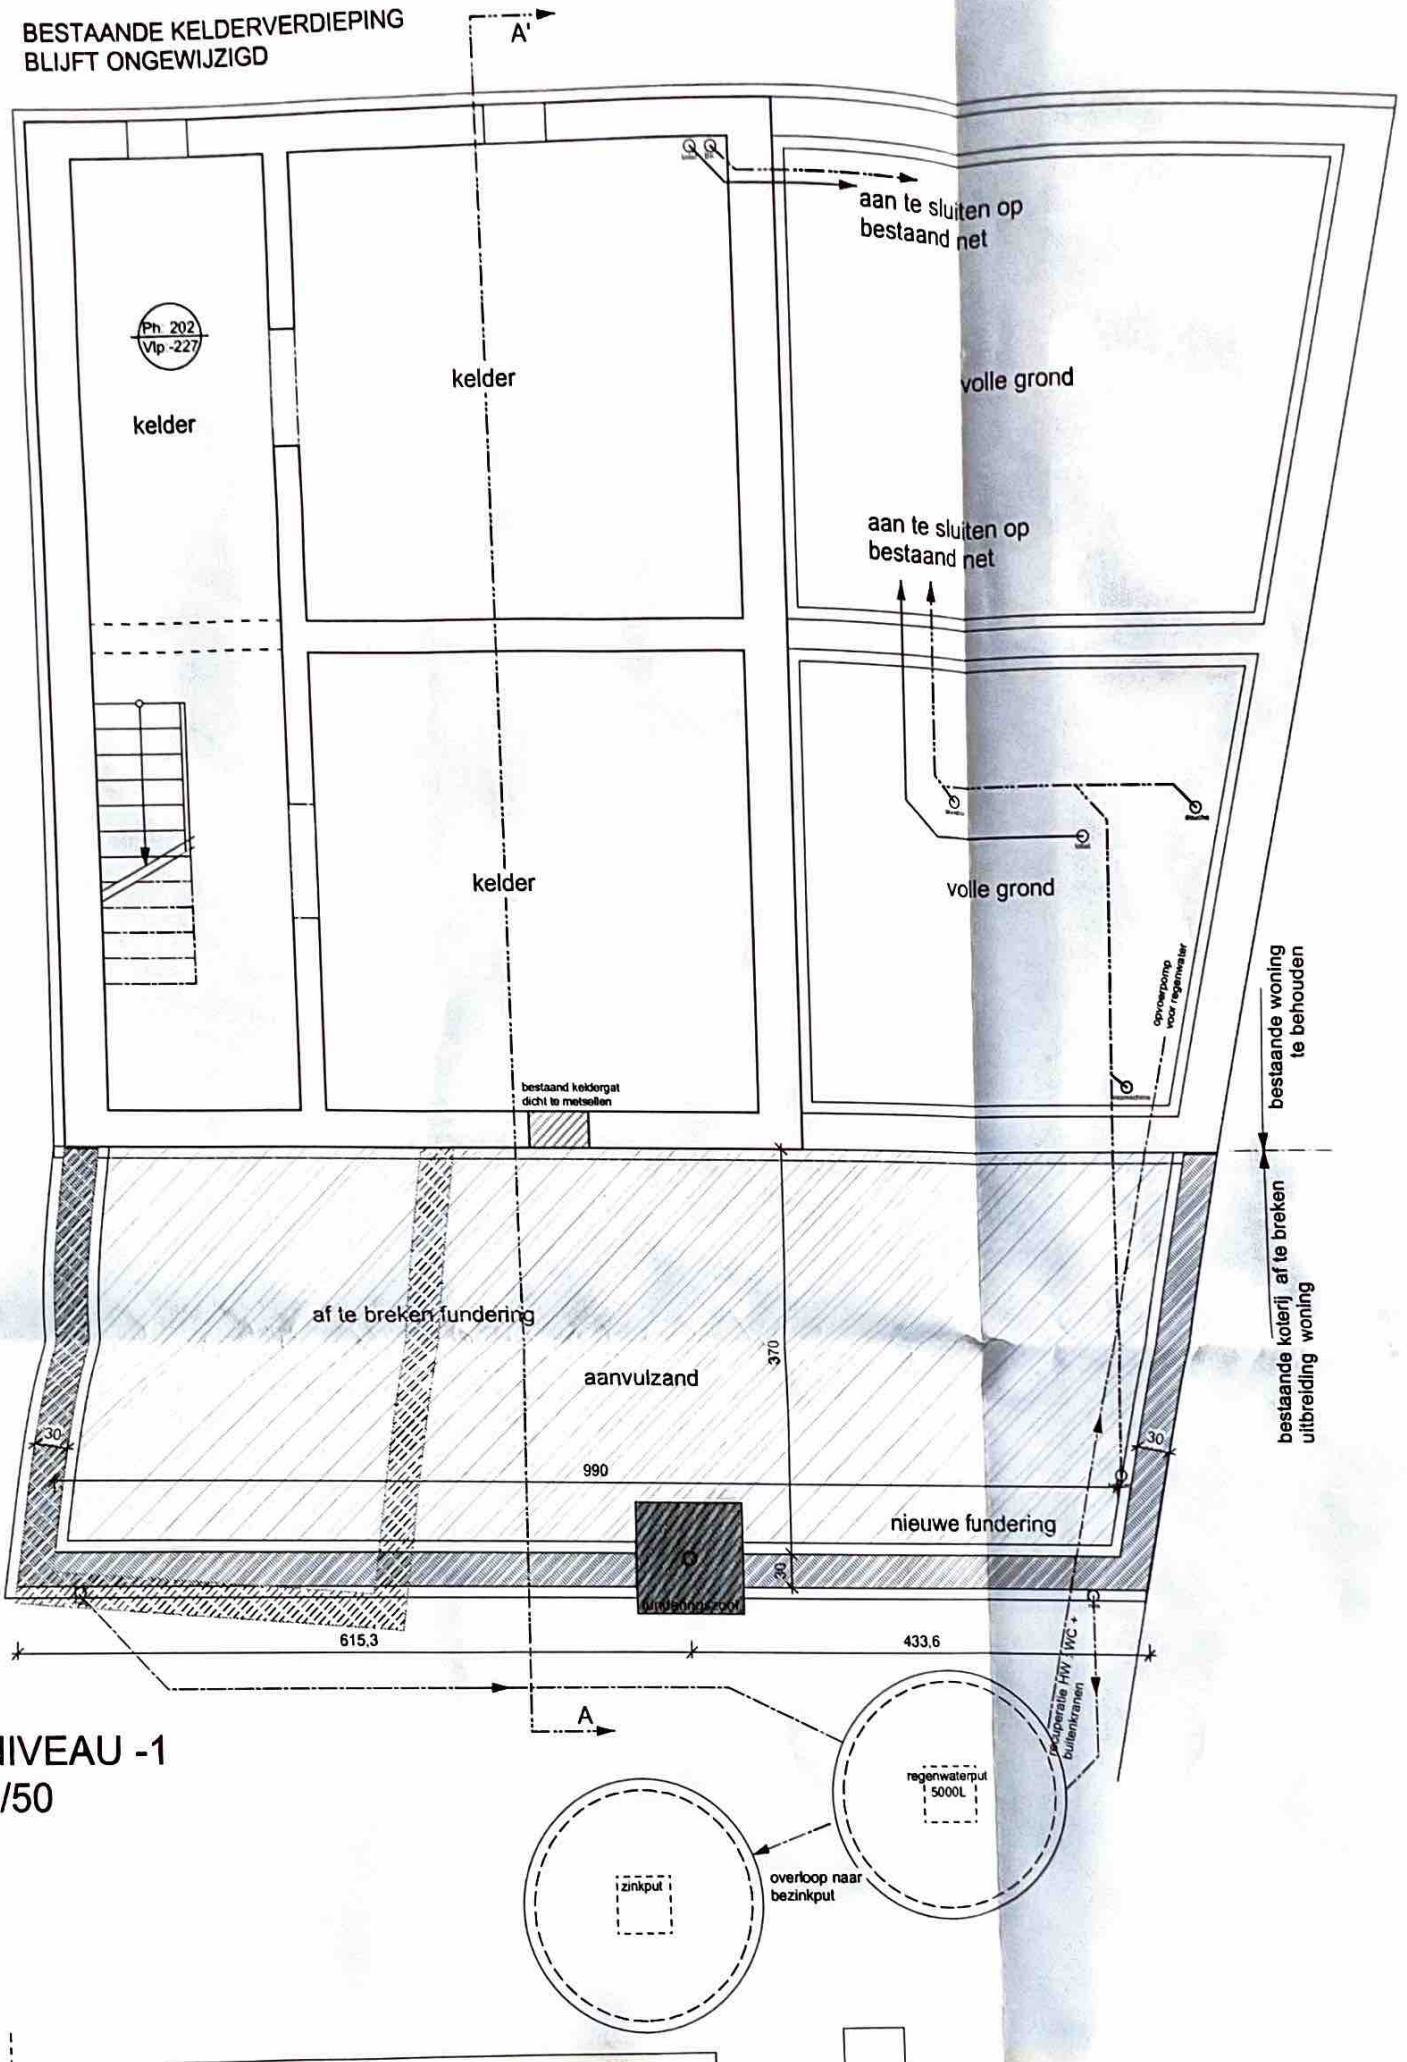 BESTAANDE KELDERVERDIEPING
BLIJFT ONGEWIJZIGD
A'
aan te sluiten op
bestaand net
Ph: 202
Vlp:-227
kelder
kelder
volle grond
aan te sluiten op
bestaand net
douche
kelder
volle grond
opvoerpomp
voor regenwater
bestaande woning
te behouden
bestaand keldergat
dicht te metsellen
af te breken fundering
aanvulzand
370
bestaande koterij af te breken
uitbreiding woning
30
30
990
nieuwe fundering
30
funderingszool
615,3
433,6
recuperatie HW : WC +
buitenkranen
A
NIVEAU -1
/50
regenwaterput
5000L
zinkput
overloop naar
bezinkput